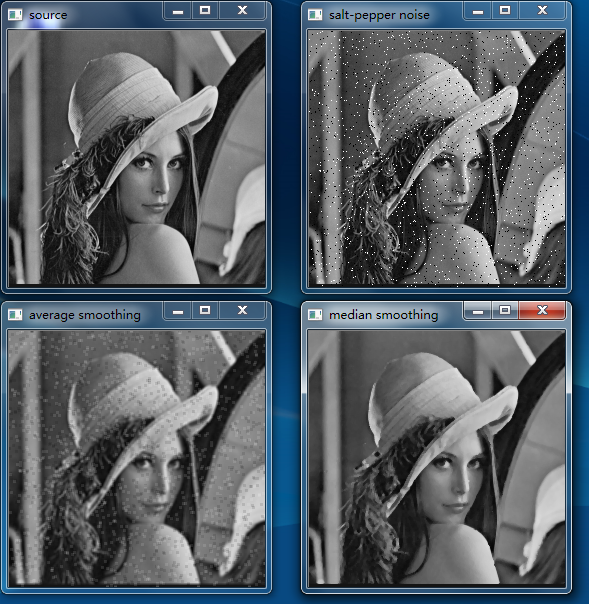 source
salt-pepper noise
average smoothing
median smoothing